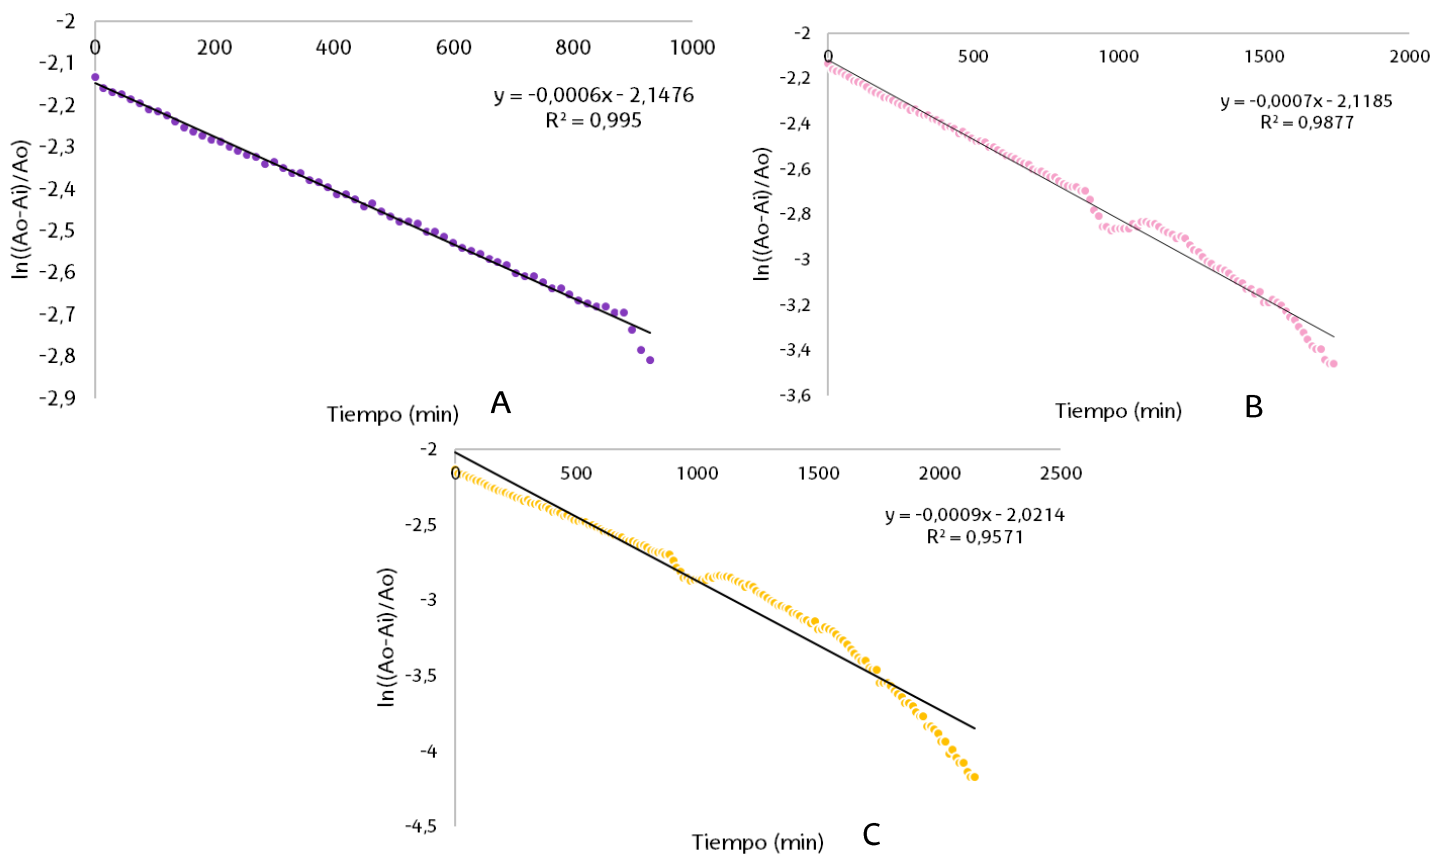 -2
0
200
400
600
800
1000
-2,1
-2,2
-2,3
-2,4
-2,5
-2,6
-2,7
-2,8
-2,9
y = -0,0006x - 2,1476
R² = 0,995
ln((Ao-Ai)/Ao)
Tiempo (min)
A
-2
0
500
1000
1500
2000
-2,2
-2,4
-2,6
-2,8
-3
-3,2
-3,4
-3,6
y = -0,0007x - 2,1185
R² = 0,9877
ln((Ao-Ai)/Ao)
Tiempo (min)
B
-2
0
500
1000
1500
2000
2500
-2,5
-3
-3,5
-4
-4,5
y = -0,0009x - 2,0214
R² = 0,9571
ln((Ao-Ai)/Ao)
Tiempo (min)
C